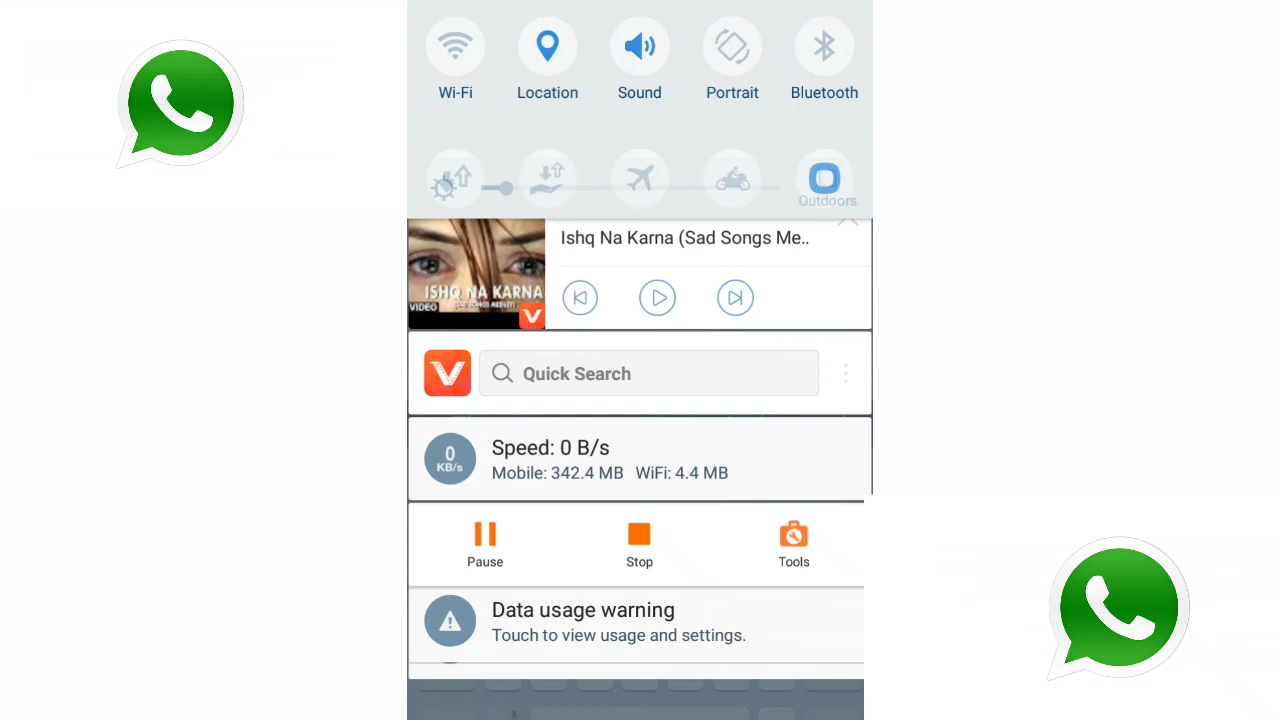 Wi-Fi
Location
Sound
Portrait
Bluetooth
Outdoors
Ishq Na Karna (Sad Songs Me..
ISHQ NA KARNA
VIDEO
Quick Search
0
KB/s
Speed: 0 B/s
Mobile: 342.4 MB WiFi: 4.4 MB
Pause
Stop
Tools
Data usage warning
Touch to view usage and settings.